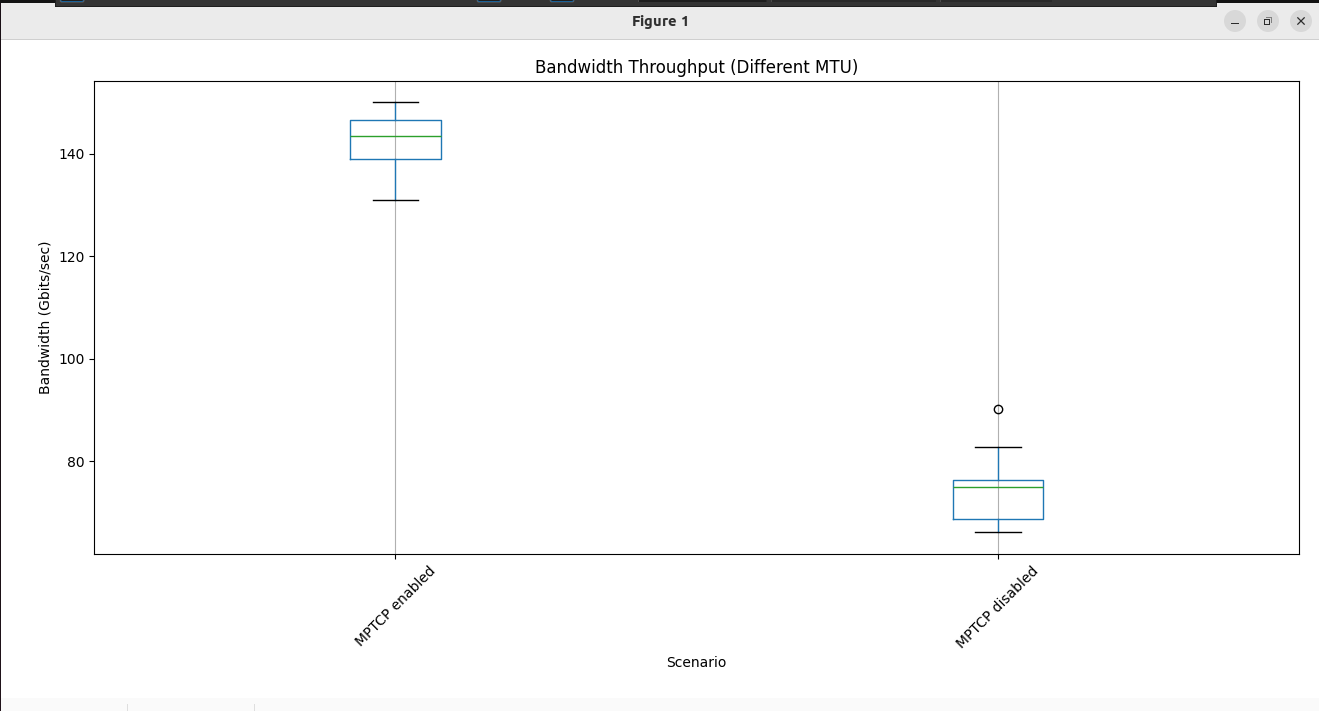 Figure 1
Bandwidth Throughput (Different MTU)
Bandwidth (Gbits/sec)
140
120
100
80
MPTCP enabled
MPTCP disabled
Scenario